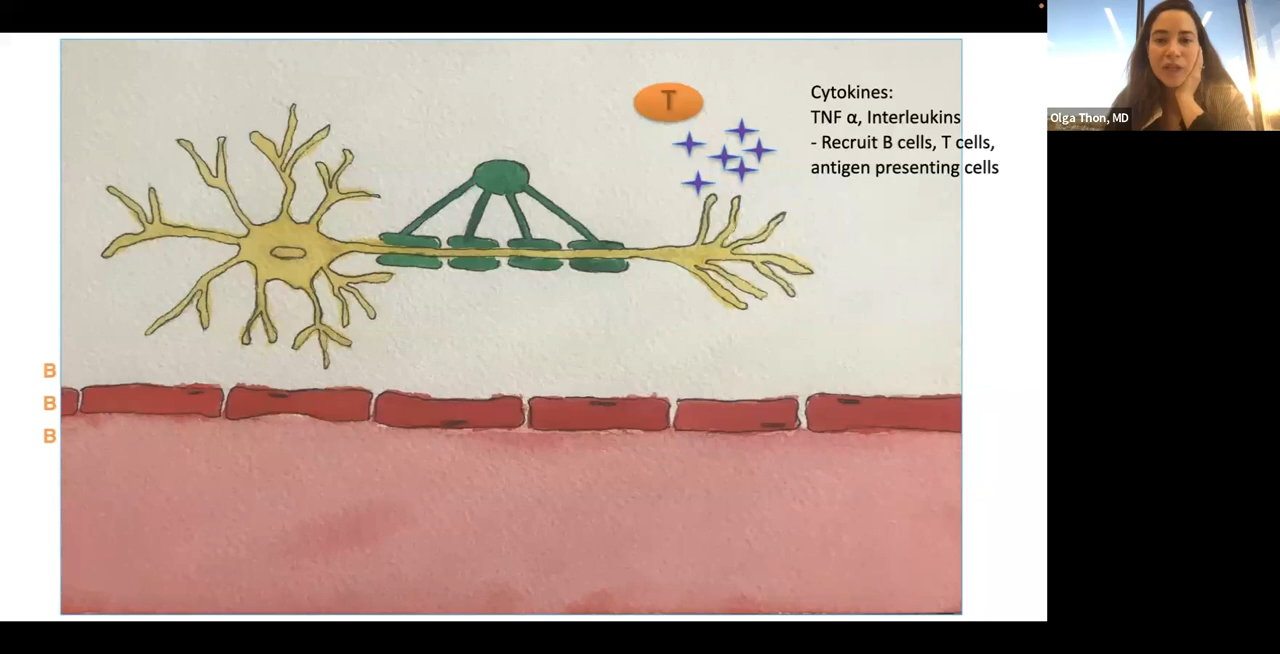 T
Cytokines:
TNF α, Interleukins
- Recruit B cells, T cells,
antigen presenting cells
Olga Thon, MD
B
B
B